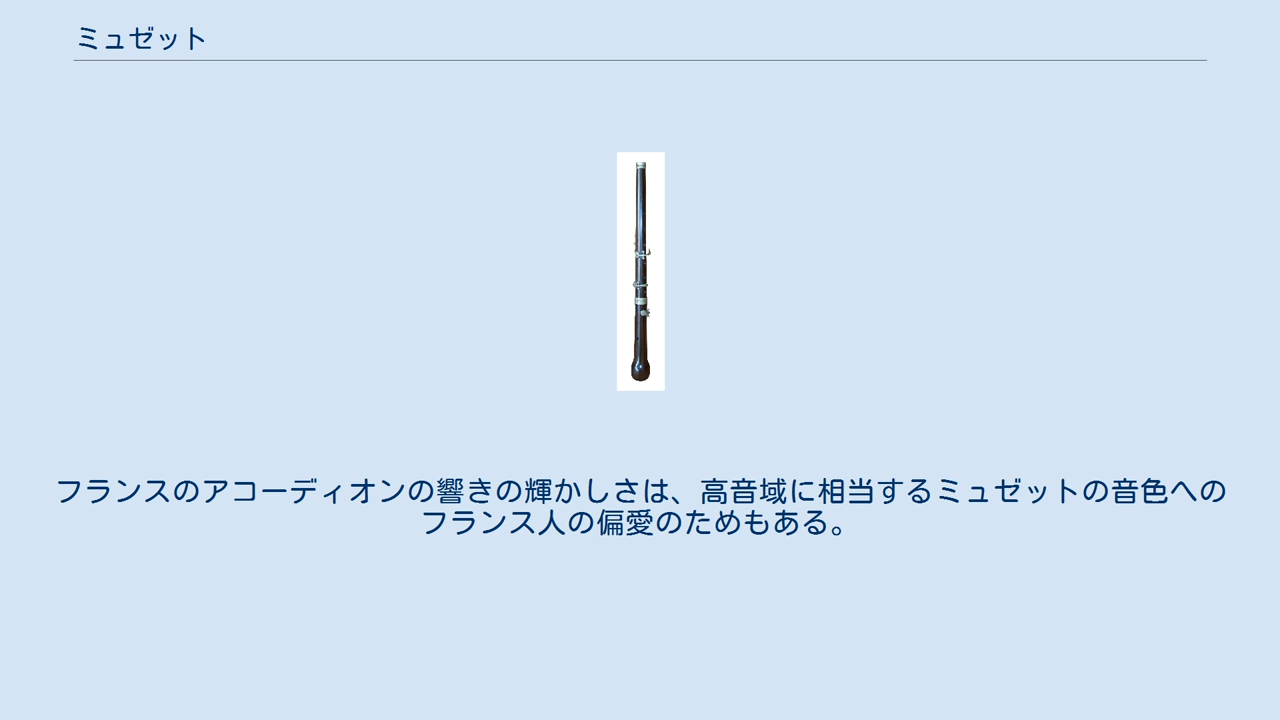 ミュゼット
フランスのアコーディオンの響きの輝かしさは、高音域に相当するミュゼットの音色への
フランス人の偏愛のためもある。